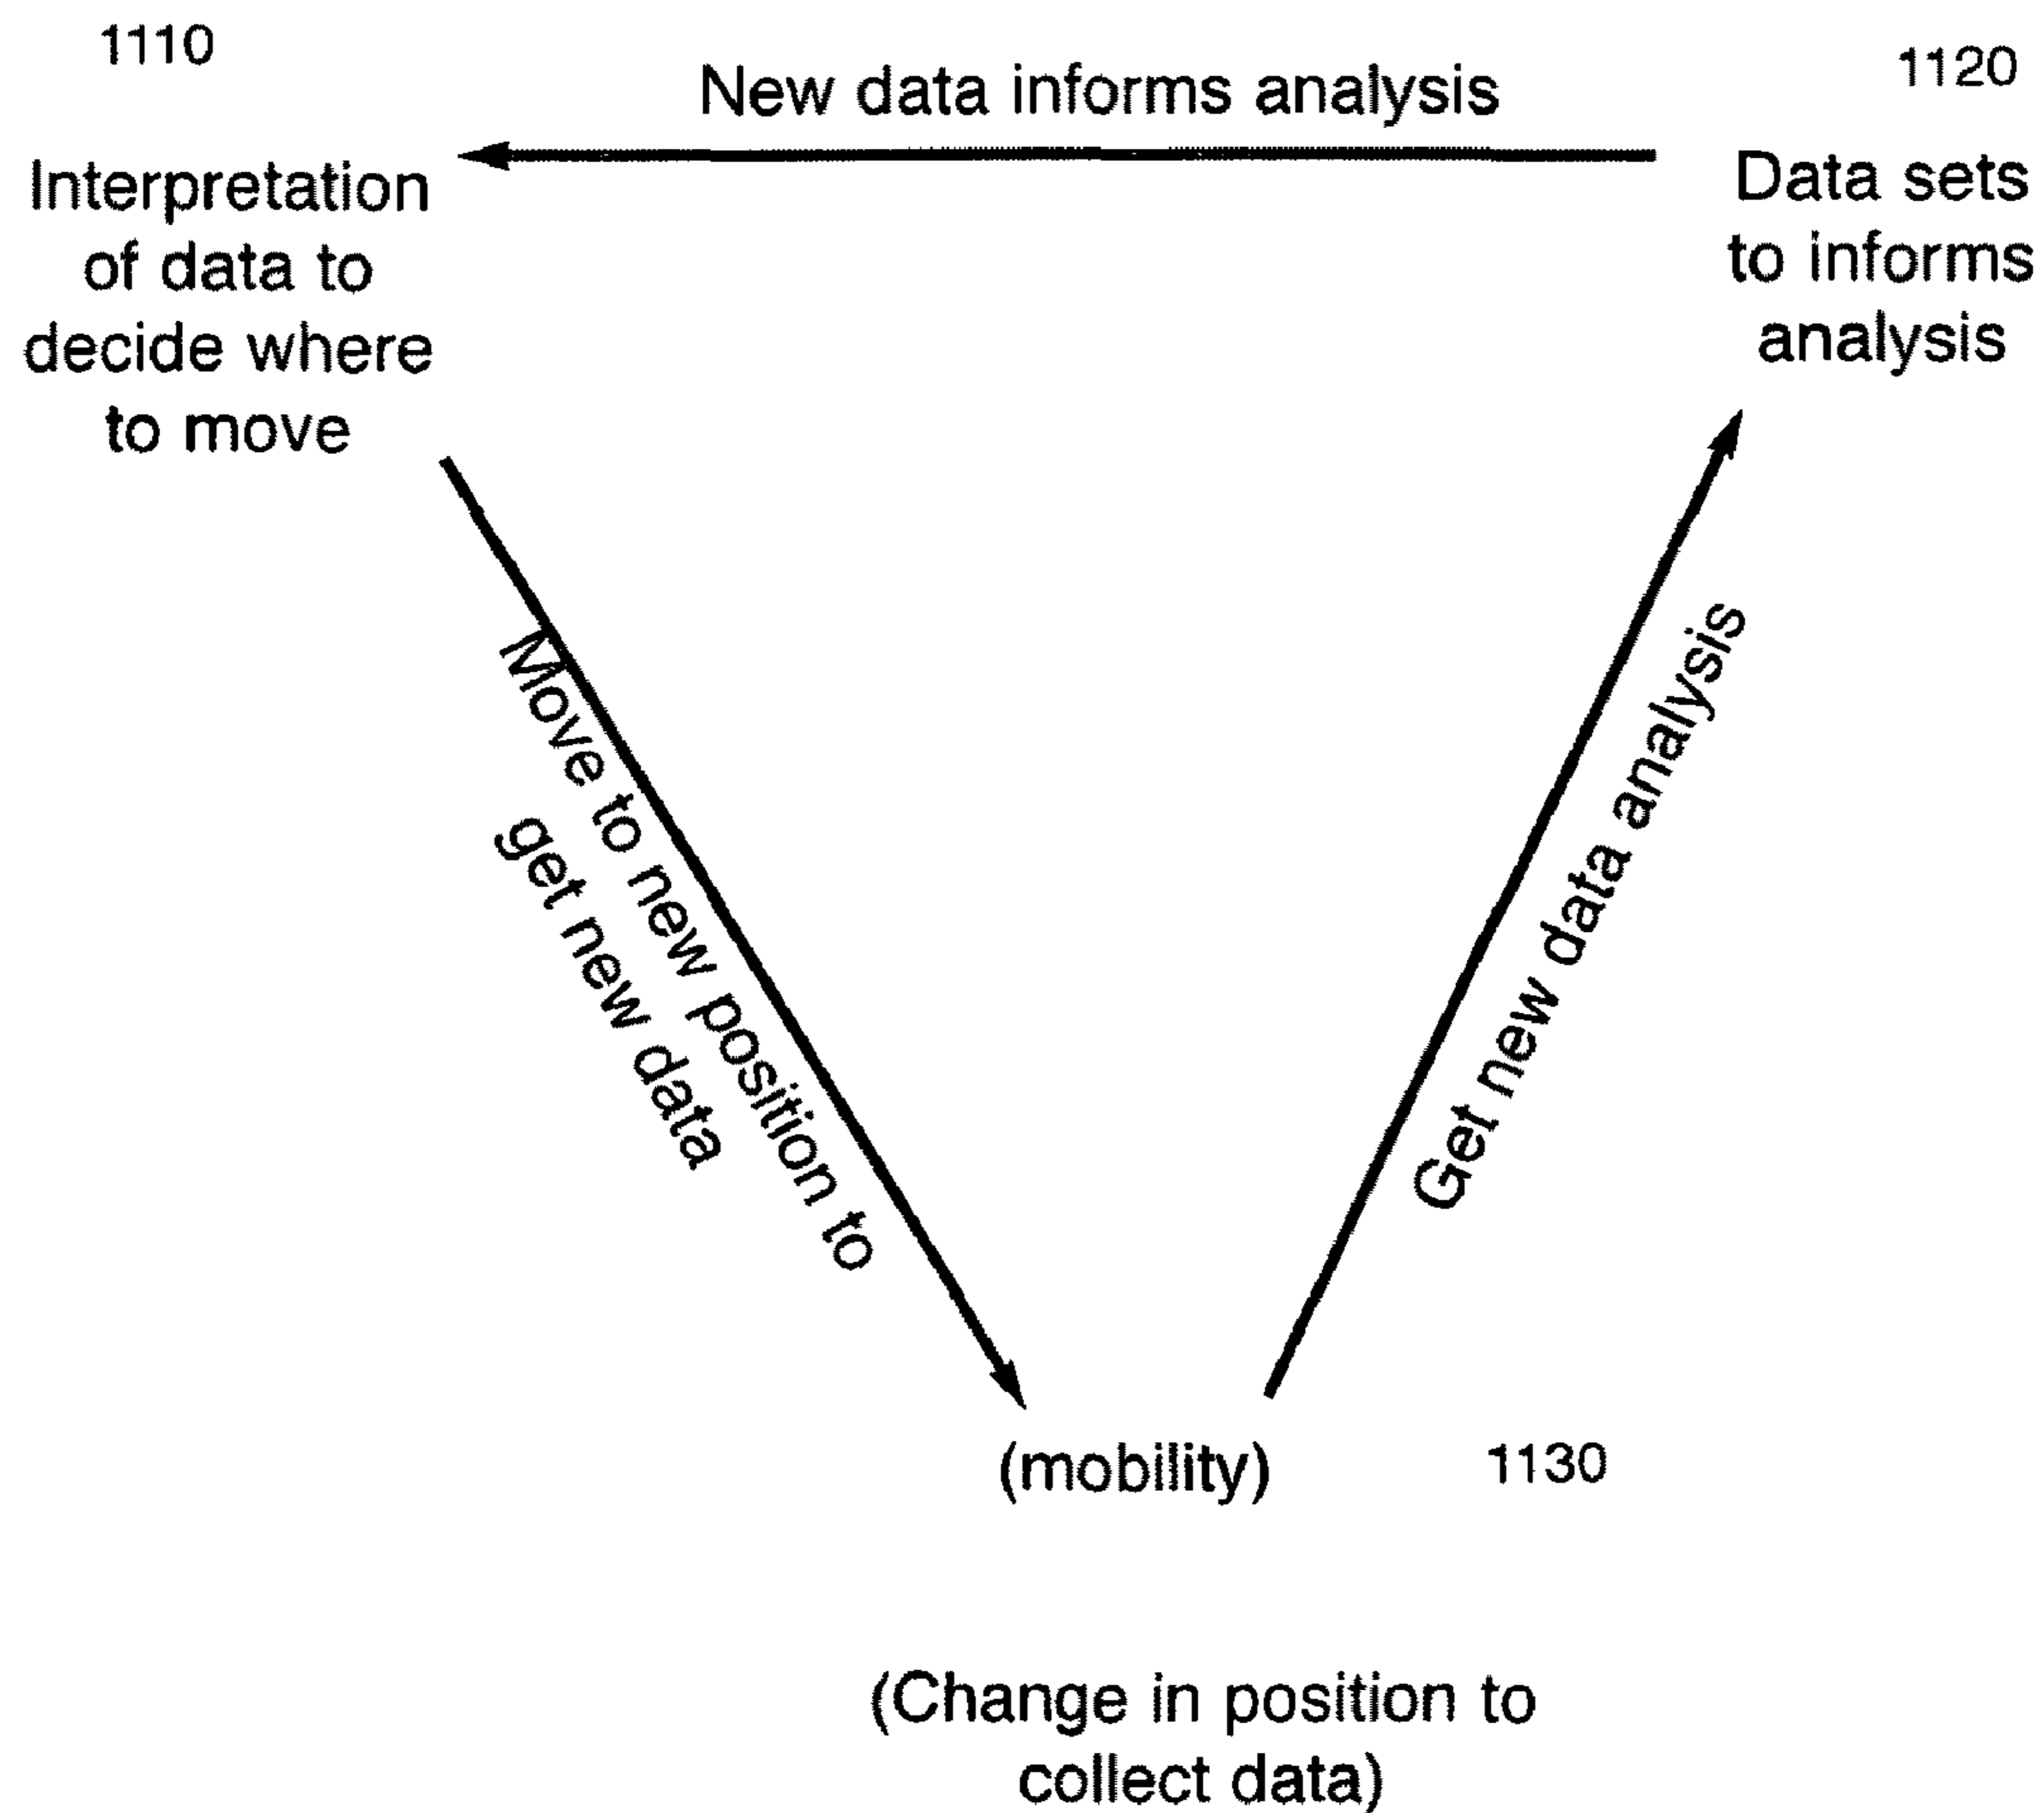 1110
1120
New data informs analysis
Interpretation
of data to
decide where
to move
Data sets
to informs
analysis
Move to new position to
get new data
Get new data analysis
(mobility)
1130
(Change in position to
collect data)